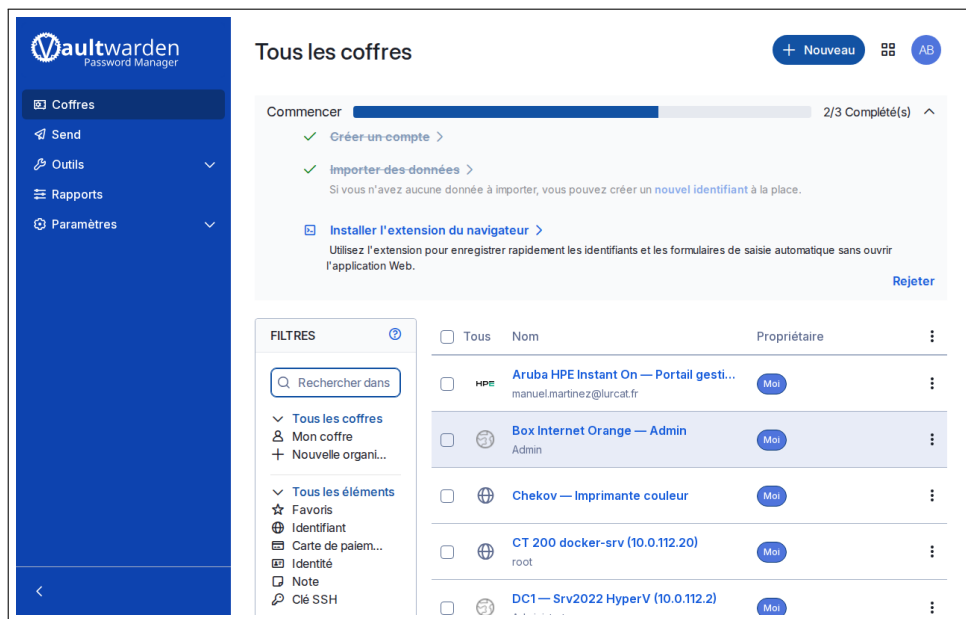 Vaultwarden
Password Manager
Coffres
Send
Outils
Rapports
Paramètres
Tous les coffres
Nouveau
AB
Commencer
2/3 Complété(s)
Créer un compte
Importer des données
Si vous n'avez aucune donnée à importer, vous pouvez créer un nouvel identifiant à la place.
Installer l'extension du navigateur
Utilisez l'extension pour enregistrer rapidement les identifiants et les formulaires de saisie automatique sans ouvrir
l'application Web.
Rejeter
FILTRES
Rechercher dans
Tous les coffres
Mon coffre
Nouvelle organi...
Tous les éléments
Favoris
Identifiant
Carte de paiem...
Identité
Note
Clé SSH
Tous Nom Propriétaire
HPE Aruba HPE Instant On — Portail gesti... Moi
manuel.martinez@lurcat.fr
Box Internet Orange — Admin Moi
Admin
Chekov — Imprimante couleur Moi
CT 200 docker-srv (10.0.112.20) Moi
root
DC1 — Srv2022 HyperV (10.0.112.2) Moi